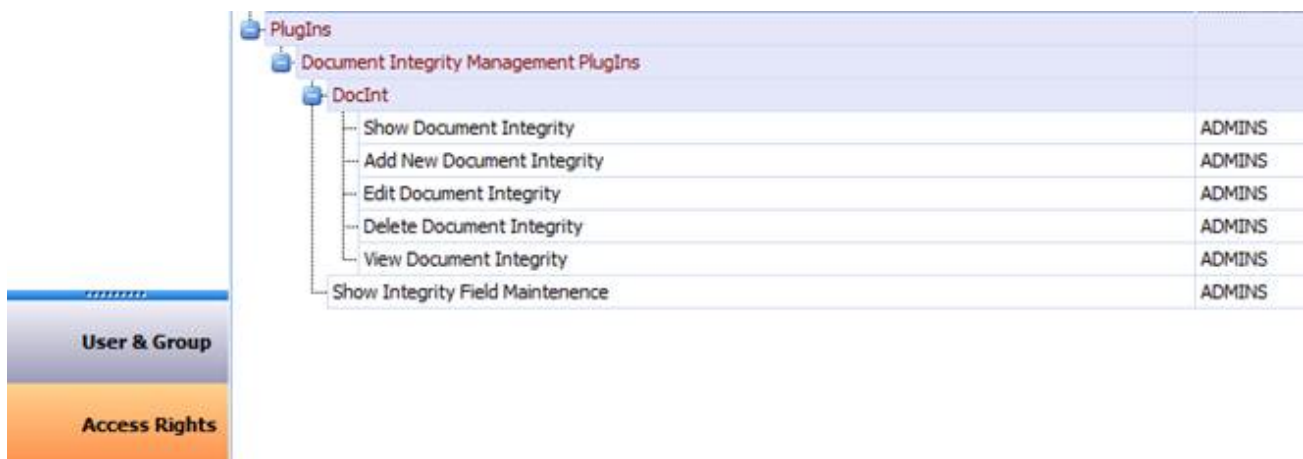 PlugIns
Document Integrity Management PlugIns
DocInt
Show Document Integrity ADMINS
Add New Document Integrity ADMINS
Edit Document Integrity ADMINS
Delete Document Integrity ADMINS
View Document Integrity ADMINS
Show Integrity Field Maintenence ADMINS
User & Group
Access Rights